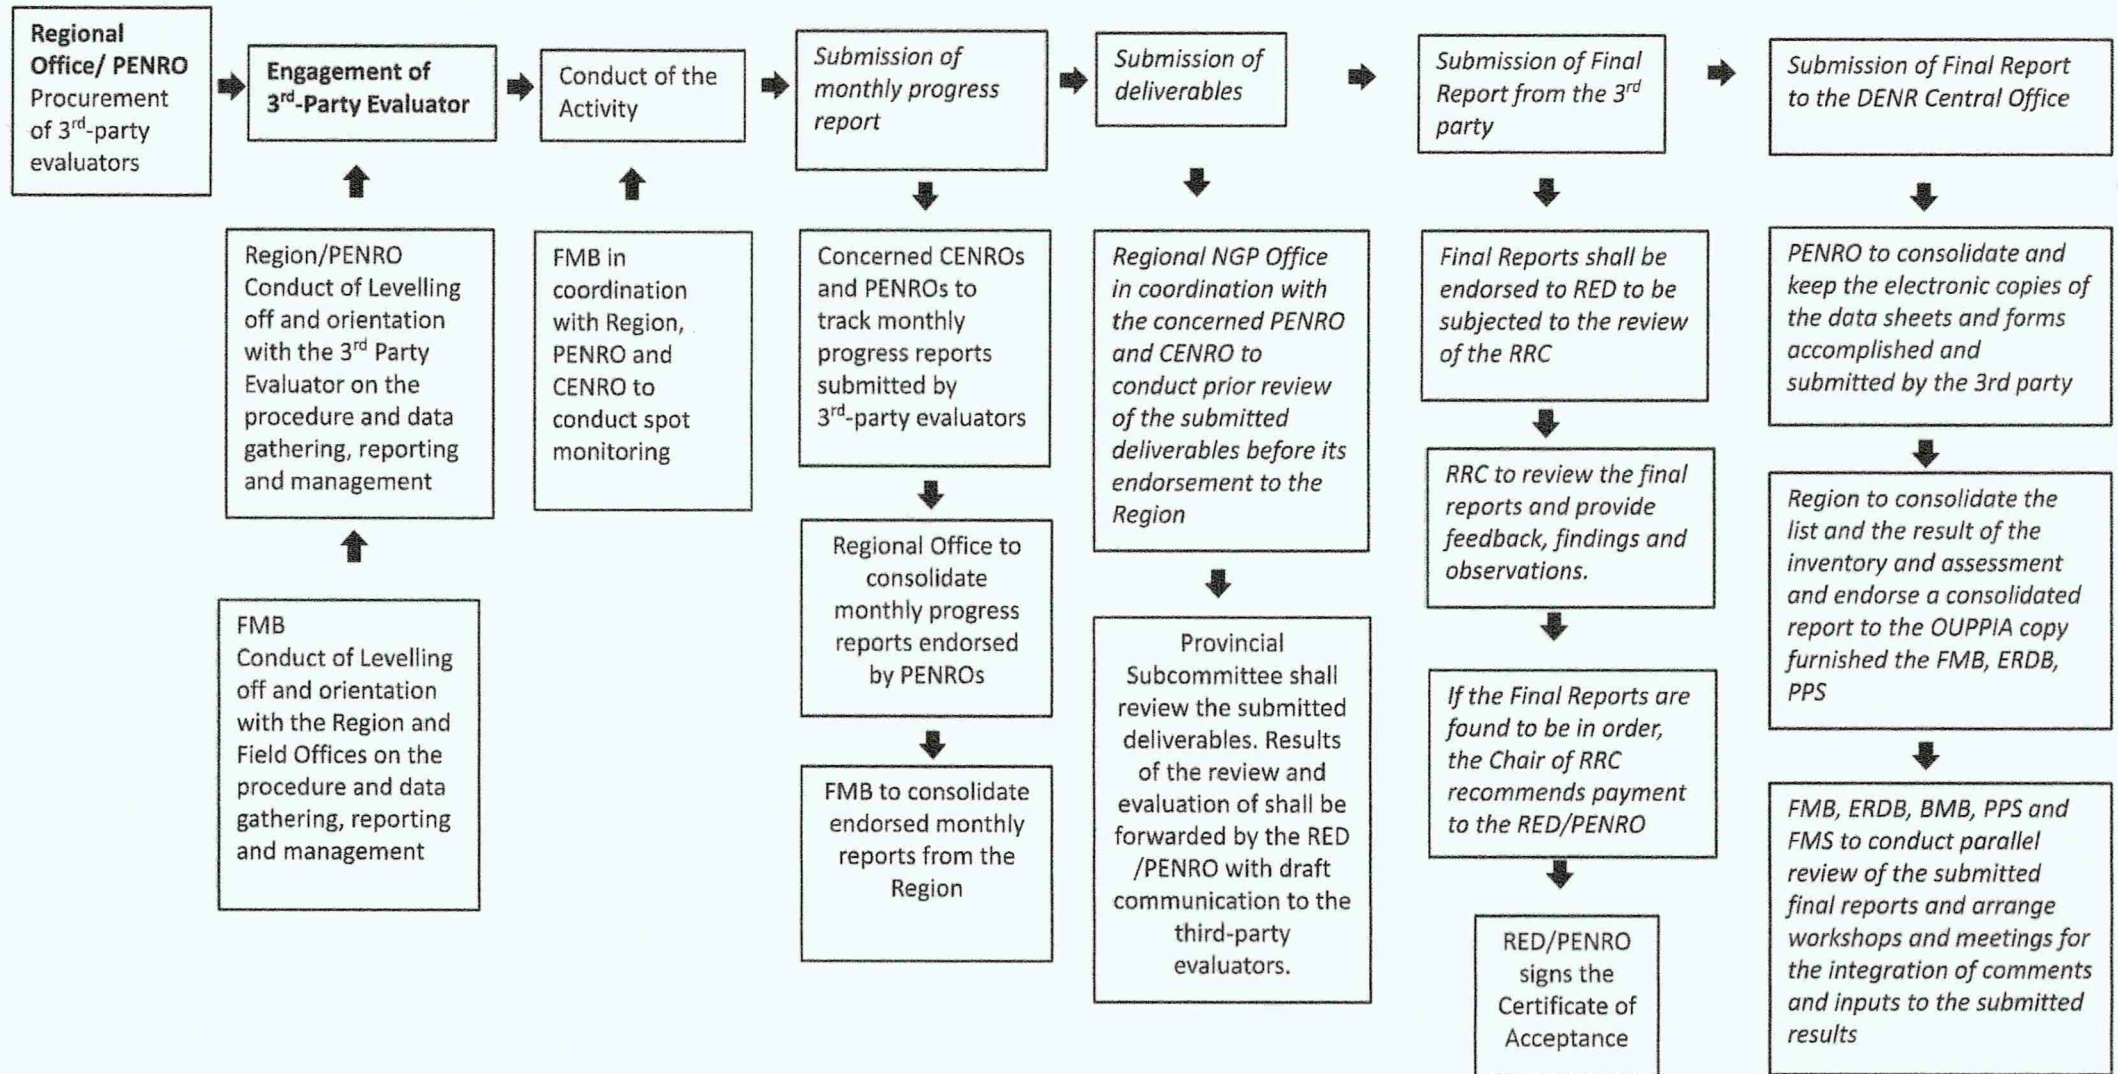 Regional
Office/ PENRO
Procurement
of 3rd-party
evaluators
Engagement of
3rd-Party Evaluator
Conduct of the
Activity
Submission of
monthly progress
report
Submission of
deliverables
Submission of Final
Report from the 3rd
party
Submission of Final Report
to the DENR Central Office
Region/PENRO
Conduct of Levelling
off and orientation
with the 3rd Party
Evaluator on the
procedure and data
gathering, reporting
and management
FMB
Conduct of Levelling
off and orientation
with the Region and
Field Offices on the
procedure and data
gathering, reporting
and management
FMB in
coordination
with Region,
PENRO and
CENRO to
conduct spot
monitoring
Concerned CENROs
and PENROs to
track monthly
progress reports
submitted by
3rd-party evaluators
Regional Office to
consolidate
monthly progress
reports endorsed
by PENROs
FMB to consolidate
endorsed monthly
reports from the
Region
Regional NGP Office
in coordination with
the concerned PENRO
and CENRO to
conduct prior review
of the submitted
deliverables before its
endorsement to the
Region
Provincial
Subcommittee shall
review the submitted
deliverables. Results
of the review and
evaluation of shall be
forwarded by the RED
/PENRO with draft
communication to the
third-party
evaluators.
Final Reports shall be
endorsed to RED to be
subjected to the review
of the RRC
RRC to review the final
reports and provide
feedback, findings and
observations.
If the Final Reports are
found to be in order,
the Chair of RRC
recommends payment
to the RED/PENRO
RED/PENRO
signs the
Certificate of
Acceptance
PENRO to consolidate and
keep the electronic copies of
the data sheets and forms
accomplished and
submitted by the 3rd party
Region to consolidate the
list and the result of the
inventory and assessment
and endorse a consolidated
report to the OUPPIA copy
furnished the FMB, ERDB,
PPS
FMB, ERDB, BMB, PPS and
FMS to conduct parallel
review of the submitted
final reports and arrange
workshops and meetings for
the integration of comments
and inputs to the submitted
results